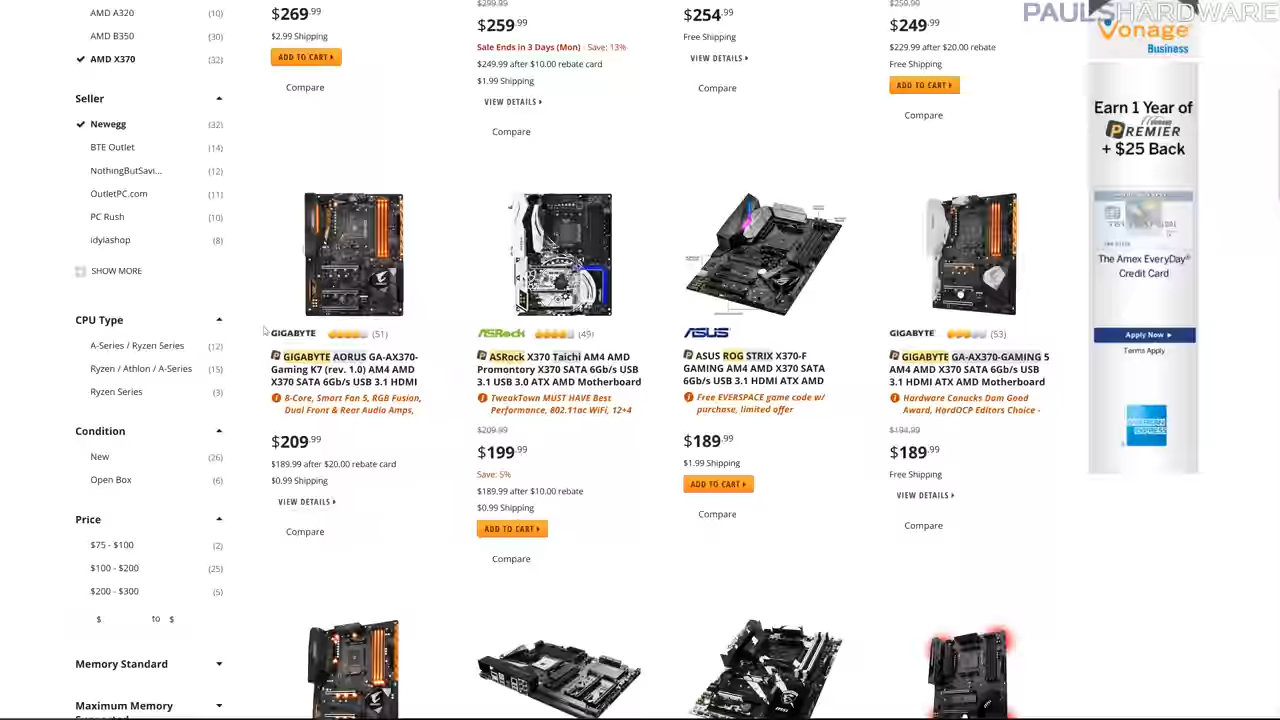 PAULSHARDWARE
AMD A320 (10)
AMD B350 (30)
AMD X370 (32)
Seller
Newegg (32)
BTE Outlet (14)
NothingButSavi... (12)
OutletPC.com (11)
PC Rush (10)
idyiashop (8)
SHOW MORE
CPU Type
A-Series / Ryzen Series (12)
Ryzen / Athlon / A-Series (15)
Ryzen Series (3)
Condition
New (26)
Open Box (6)
Price
$75 - $100 (2)
$100 - $200 (25)
$200 - $300 (5)
$ to $
Memory Standard
Maximum Memory
$269.99
$2.99 Shipping
ADD TO CART
Compare
$299.99
$259.99
Sale Ends in 3 Days (Mon) - Save: 13%
$249.99 after $10.00 rebate card
$1.99 Shipping
VIEW DETAILS
Compare
$254.99
Free Shipping
VIEW DETAILS
Compare
$259.99
$249.99
$229.99 after $20.00 rebate
Free Shipping
ADD TO CART
Compare
GIGABYTE (51)
GIGABYTE AORUS GA-AX370-
Gaming K7 (rev. 1.0) AM4 AMD
X370 SATA 6Gb/s USB 3.1 HDMI
8-Core, Smart Fan 5, RGB Fusion,
Dual Front & Rear Audio Amps,
$209.99
$189.99 after $20.00 rebate card
$0.99 Shipping
VIEW DETAILS
Compare
ASRock (49)
ASRock X370 Taichi AM4 AMD
Promontory X370 SATA 6Gb/s USB
3.1 USB 3.0 ATX AMD Motherboard
TweakTown MUST HAVE Best
Performance, 802.11ac WiFi, 12+4
$209.99
$199.99
Save: 5%
$189.99 after $10.00 rebate
$0.99 Shipping
ADD TO CART
Compare
ASUS
ASUS ROG STRIX X370-F
GAMING AM4 AMD X370 SATA
6Gb/s USB 3.1 HDMI ATX AMD
Free EVERSPACE game code w/
purchase, limited offer
$189.99
$1.99 Shipping
ADD TO CART
Compare
GIGABYTE (53)
GIGABYTE GA-AX370-GAMING 5
AM4 AMD X370 SATA 6Gb/s USB
3.1 HDMI ATX AMD Motherboard
Hardware Canucks Dam Good
Award, HardOCP Editors Choice -
$194.99
$189.99
Free Shipping
VIEW DETAILS
Compare
Vonage
Business
Earn 1 Year of
PREMIER
+ $25 Back
The Amex EveryDay®
Credit Card
Apply Now
Terms Apply